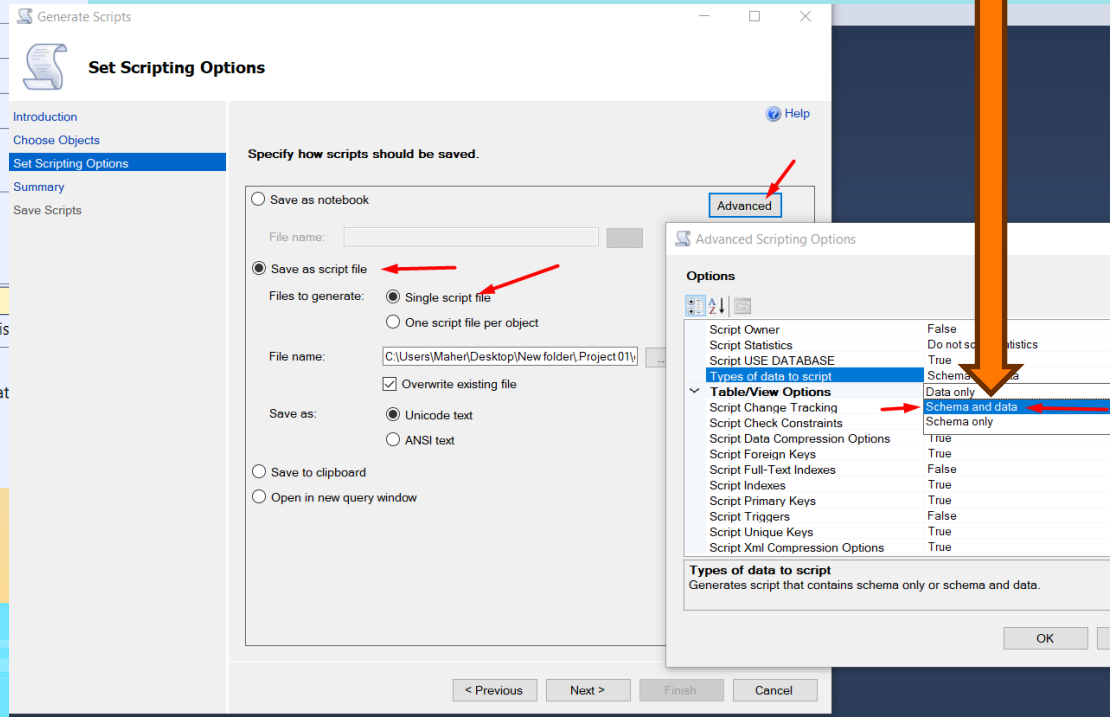 Generate Scripts
Set Scripting Options
Introduction
Choose Objects
Set Scripting Options
Summary
Save Scripts
Help
Specify how scripts should be saved.
Save as notebook
Advanced
File name:
...
Save as script file
Files to generate:
Single script file
One script file per object
File name:
C:\Users\Maher\Desktop\New folder\.Project 01\
Overwrite existing file
Save as:
Unicode text
ANSI text
Save to clipboard
Open in new query window
< Previous
Next >
Finish
Cancel
Advanced Scripting Options
Options
Script Owner False
Script Statistics Do not
Script USE DATABASE True
Types of data to script Schema
Data only
Table/View Options
Script Change Tracking Schema and data
Script Check Constraints Schema only
Script Data Compression Options True
Script Foreign Keys True
Script Full-Text Indexes False
Script Indexes True
Script Primary Keys True
Script Triggers False
Script Unique Keys True
Script Xml Compression Options True
Types of data to script
Generates script that contains schema only or schema and data.
OK
is
at